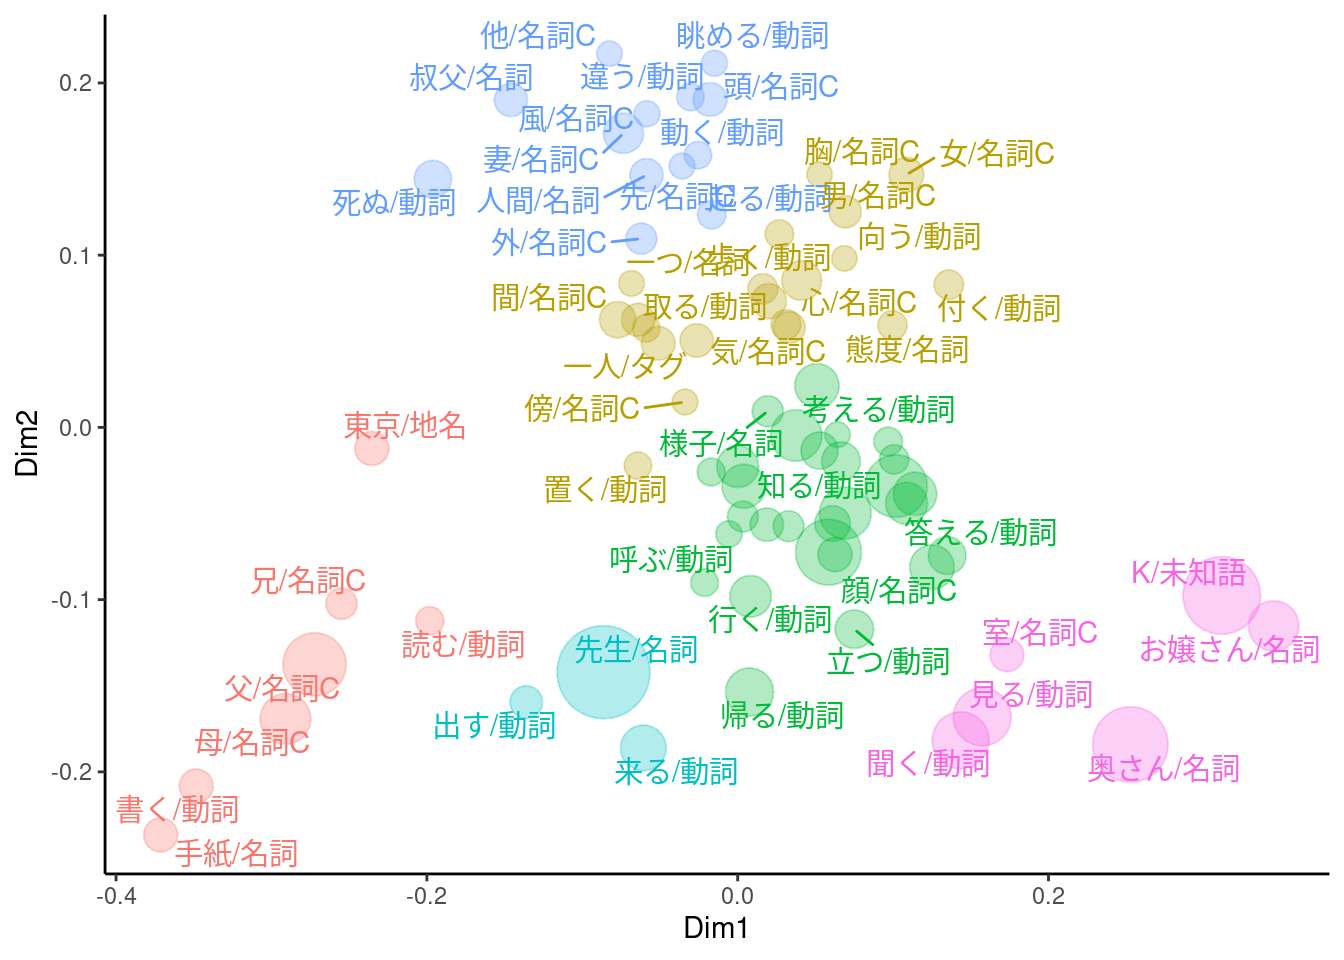 他/名詞C
眺める/動詞
叔父/名詞
違う/動詞
頭/名詞C
風/名詞C
動く/動詞
妻/名詞C
胸/名詞C
女/名詞C
死ぬ/動詞
人間/名詞
先/名詞C
起る/動詞
男/名詞C
外/名詞C
向う/動詞
一つ/名詞
歩く/動詞
間/名詞C
取る/動詞
心/名詞C
付く/動詞
一人/タグ
気/名詞C
態度/名詞
傍/名詞C
考える/動詞
東京/地名
様子/名詞
置く/動詞
知る/動詞
答える/動詞
呼ぶ/動詞
兄/名詞C
K/未知語
顔/名詞C
読む/動詞
行く/動詞
室/名詞C
先生/名詞
立つ/動詞
お嬢さん/名詞
父/名詞C
見る/動詞
出す/動詞
帰る/動詞
母/名詞C
来る/動詞
聞く/動詞
奥さん/名詞
書く/動詞
手紙/名詞
0.2
0.1
0.0
-0.1
-0.2
Dim2
-0.4
-0.2
0.0
0.2
Dim1